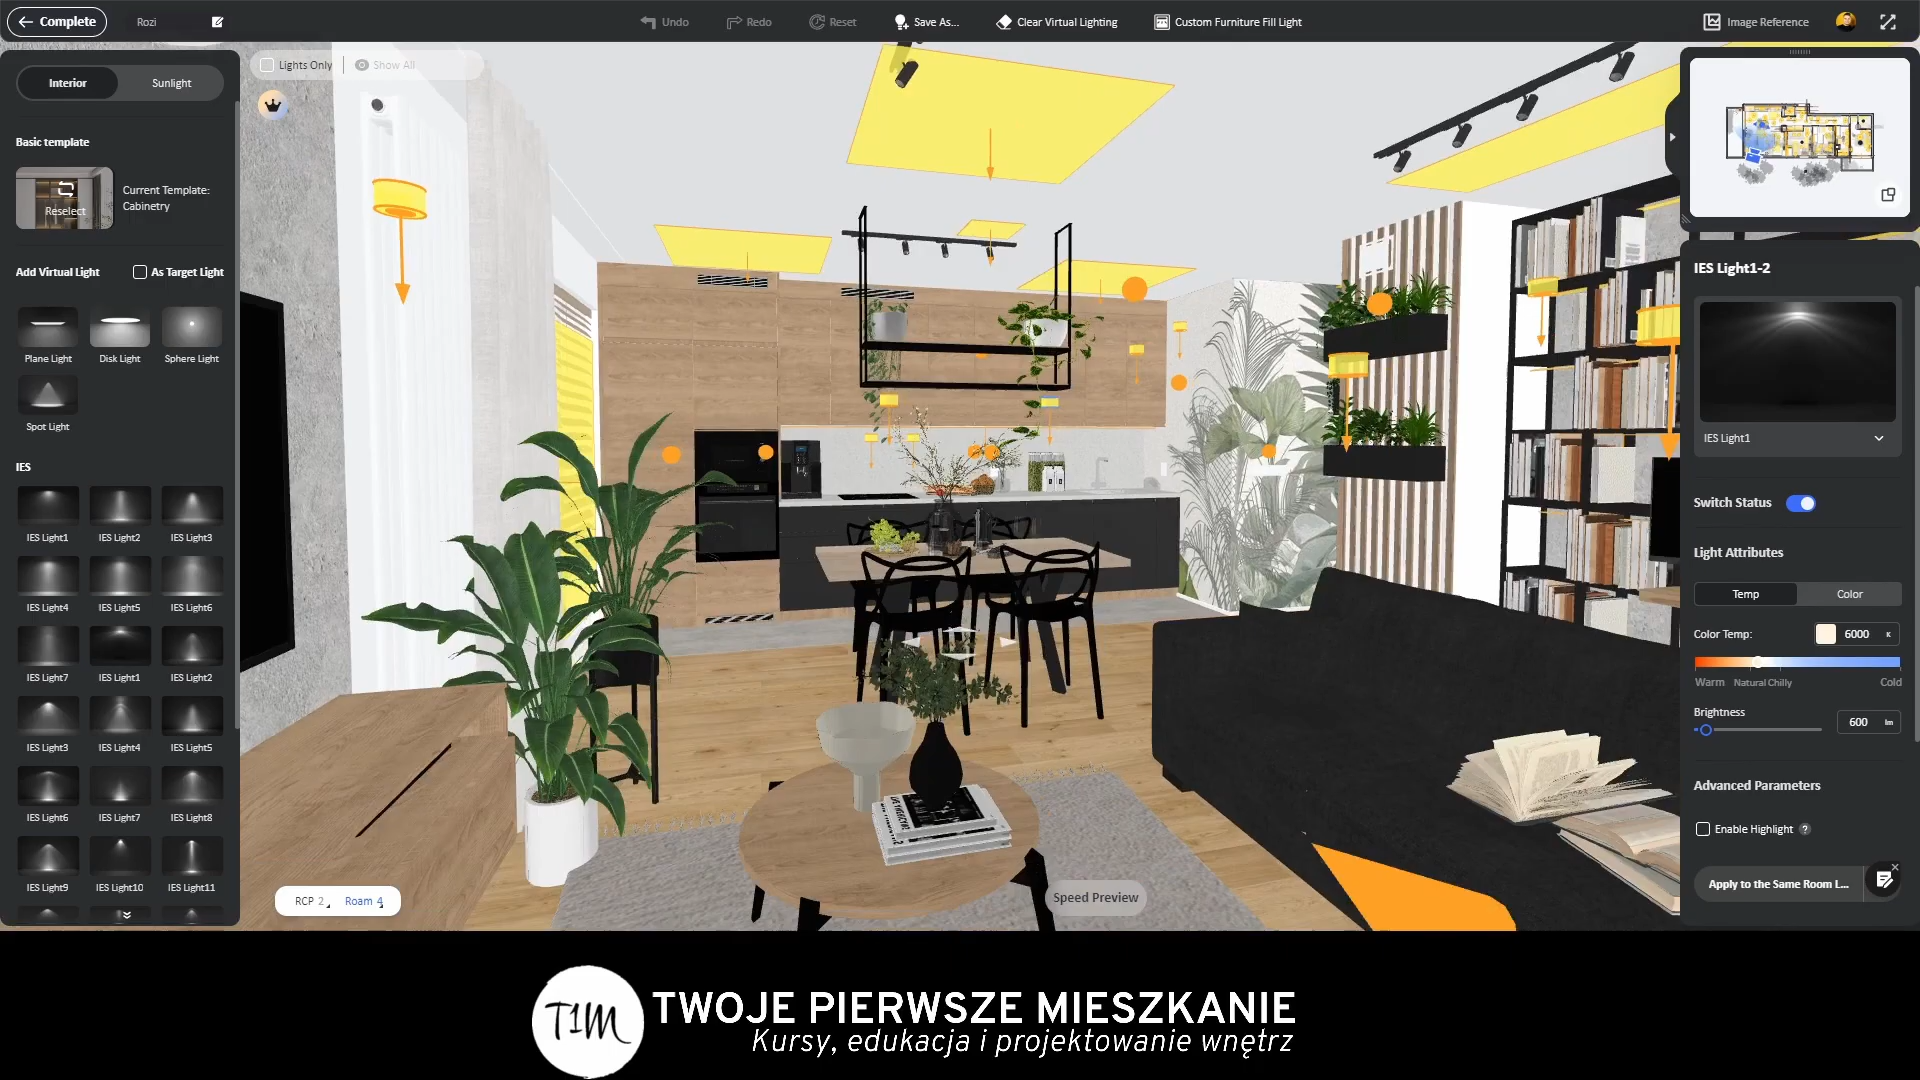 Complete
Rozi
Undo
Redo
Reset
Save As...
Clear Virtual Lighting
Custom Furniture Fill Light
Image Reference
Interior
Sunlight
Lights Only
Show All
Basic template
Reselect
Current Template:
Cabinetry
Add Virtual Light
As Target Light
Plane Light
Disk Light
Sphere Light
Spot Light
IES
IES Light1
IES Light2
IES Light3
IES Light4
IES Light5
IES Light6
IES Light7
IES Light1
IES Light2
IES Light3
IES Light4
IES Light5
IES Light6
IES Light7
IES Light8
IES Light9
IES Light10
IES Light11
RCP 2
Roam 4
Speed Preview
IES Light1-2
IES Light1
Switch Status
Light Attributes
Temp
Color
Color Temp:
6000 K
Warm
Natural
Chilly
Cold
Brightness
600 lm
Advanced Parameters
Enable Highlight ?
Apply to the Same Room L...
T1M
TWOJE PIERWSZE MIESZKANIE
Kursy, edukacja i projektowanie wnętrz